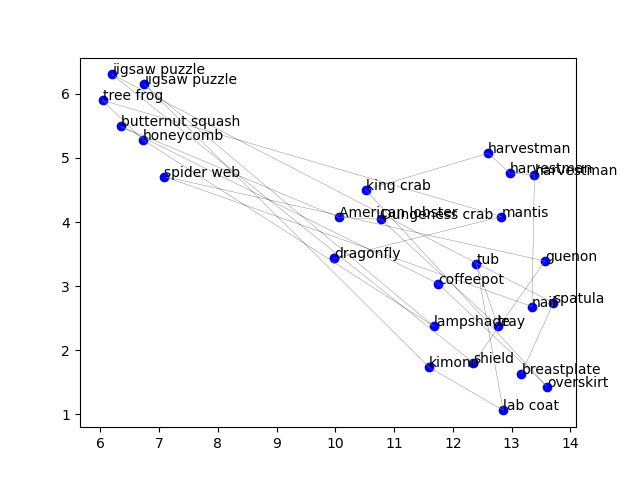 jigsaw puzzle
jigsaw puzzle
tree frog
butternut squash
honeycomb
spider web
harvestman
harvestman
harvestman
king crab
American lobster
Dungeness crab
mantis
dragonfly
tub
guenon
coffeepot
nail
spatula
lampshade
tray
kimono
shield
breastplate
overskirt
lab coat
6
5
4
3
2
1
6 7 8 9 10 11 12 13 14